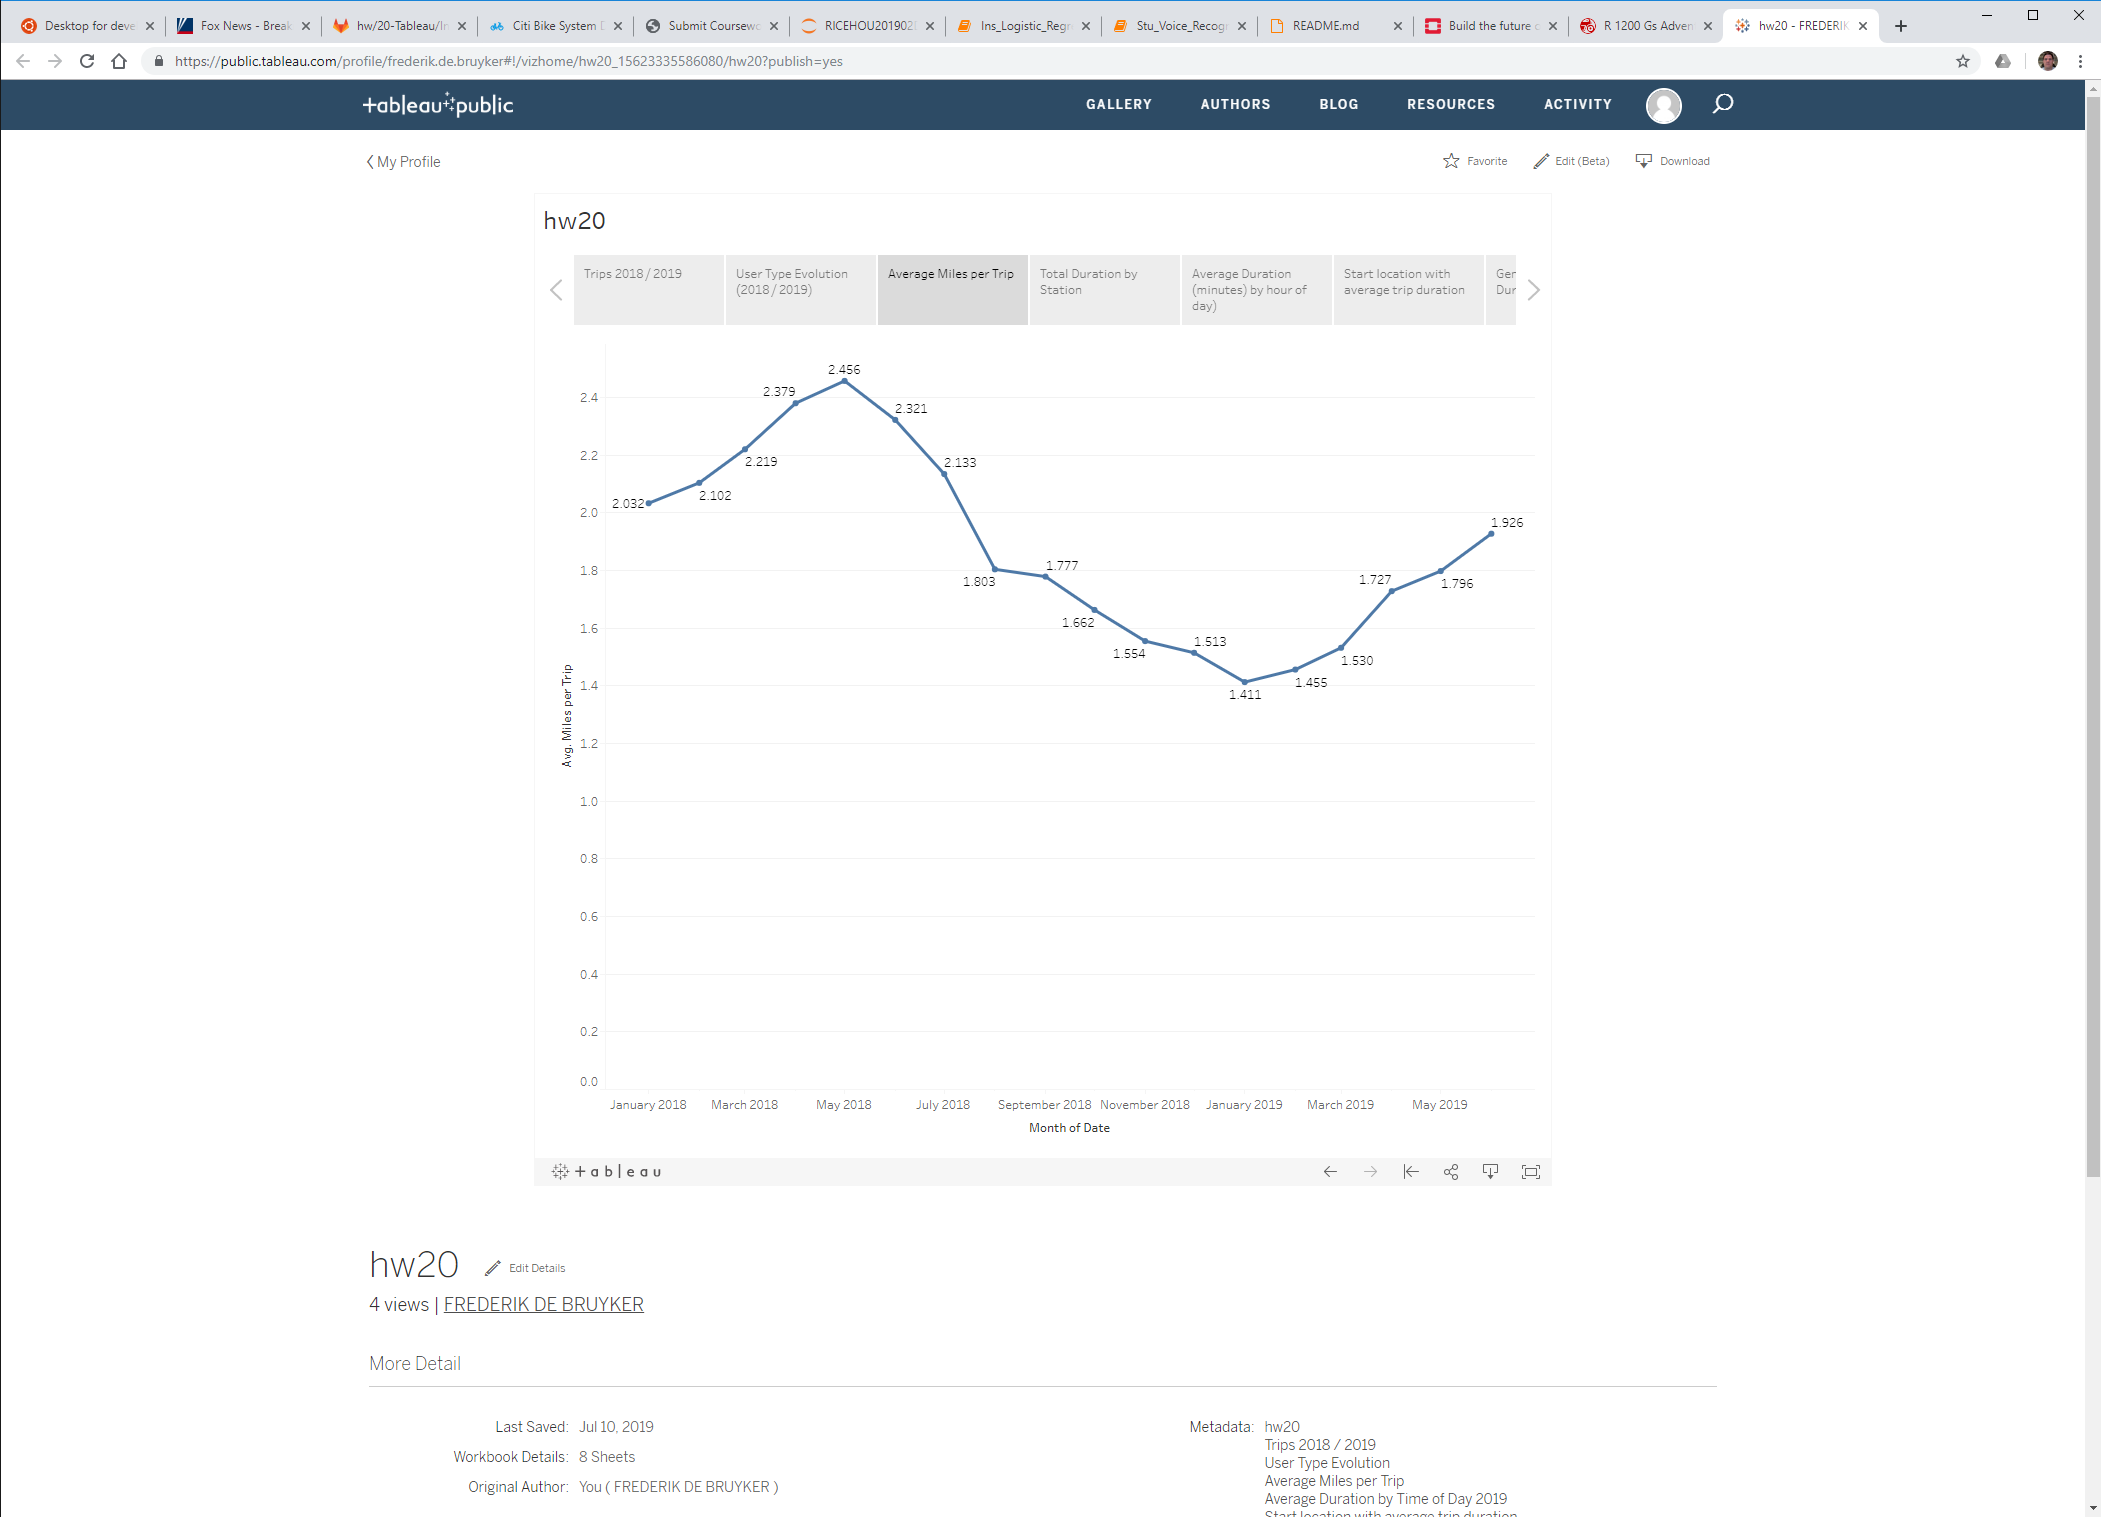 Desktop for deve
Fox News - Break
hw/20-Tableau/In
Citi Bike System D
Submit Coursewo
RICEHOU201902
Ins_Logistic_Regre
Stu_Voice_Recogn
README.md
Build the future o
R 1200 Gs Adven
hw20 - FREDERIK
https://public.tableau.com/profile/frederik.de.bruyker#!/vizhome/hw20_15623335586080/hw20?publish=yes
+ableau public
GALLERY
AUTHORS
BLOG
RESOURCES
ACTIVITY
My Profile
Favorite
Edit (Beta)
Download
hw20
Trips 2018 / 2019
User Type Evolution
(2018 / 2019)
Average Miles per Trip
Total Duration by
Station
Average Duration
(minutes) by hour of
day)
Start location with
average trip duration
Ger
Dur
2.456
2.379
2.4
2.321
2.2
2.219
2.133
2.102
2.032
2.0
1.926
1.8
1.803
1.777
1.727
1.796
1.6
1.662
1.554
1.513
1.530
1.4
1.411
1.455
Avg. Miles per Trip
1.2
1.0
0.8
0.6
0.4
0.2
0.0
January 2018
March 2018
May 2018
July 2018
September 2018
November 2018
January 2019
March 2019
May 2019
Month of Date
+ a b l e a u
hw20
Edit Details
4 views | FREDERIK DE BRUYKER
More Detail
Last Saved: Jul 10, 2019
Workbook Details: 8 Sheets
Original Author: You ( FREDERIK DE BRUYKER )
Metadata: hw20
Trips 2018 / 2019
User Type Evolution
Average Miles per Trip
Average Duration by Time of Day 2019
Start location with average trip duration